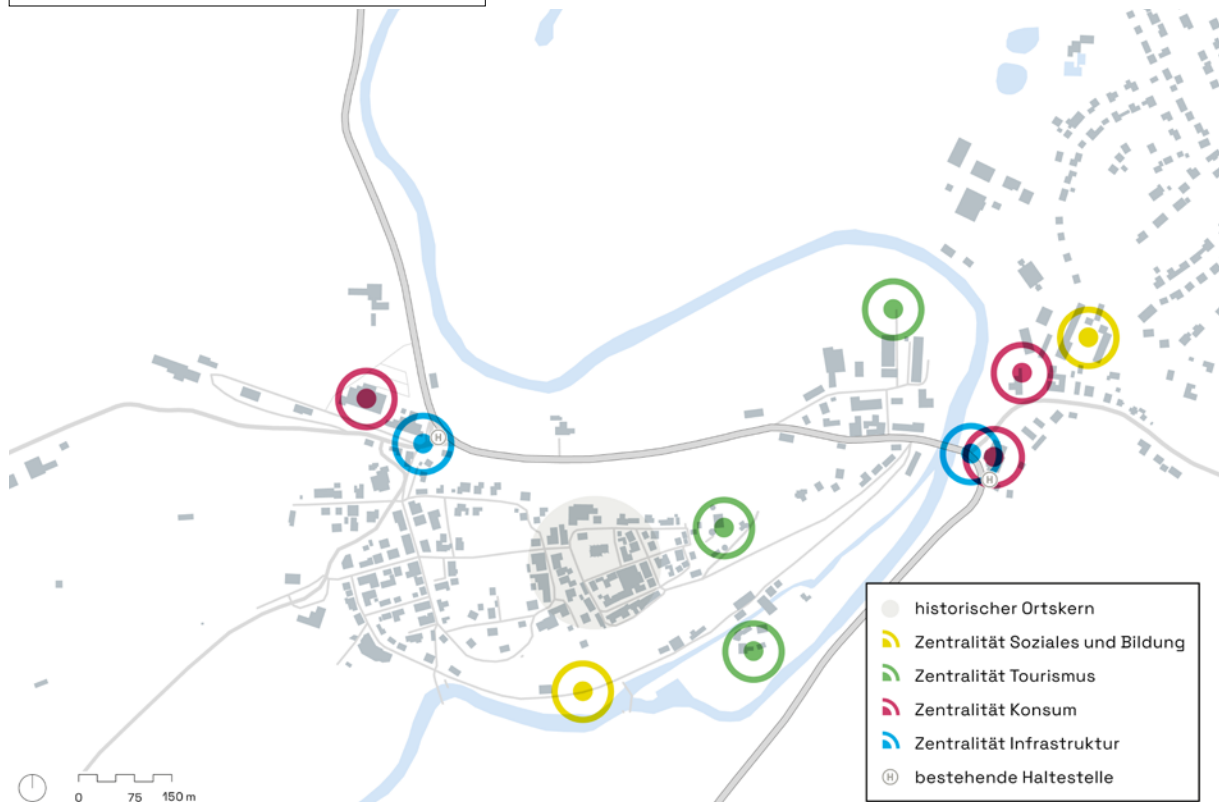 H
H
historischer Ortskern
Zentralität Soziales und Bildung
Zentralität Tourismus
Zentralität Konsum
Zentralität Infrastruktur
H bestehende Haltestelle
0 75 150 m